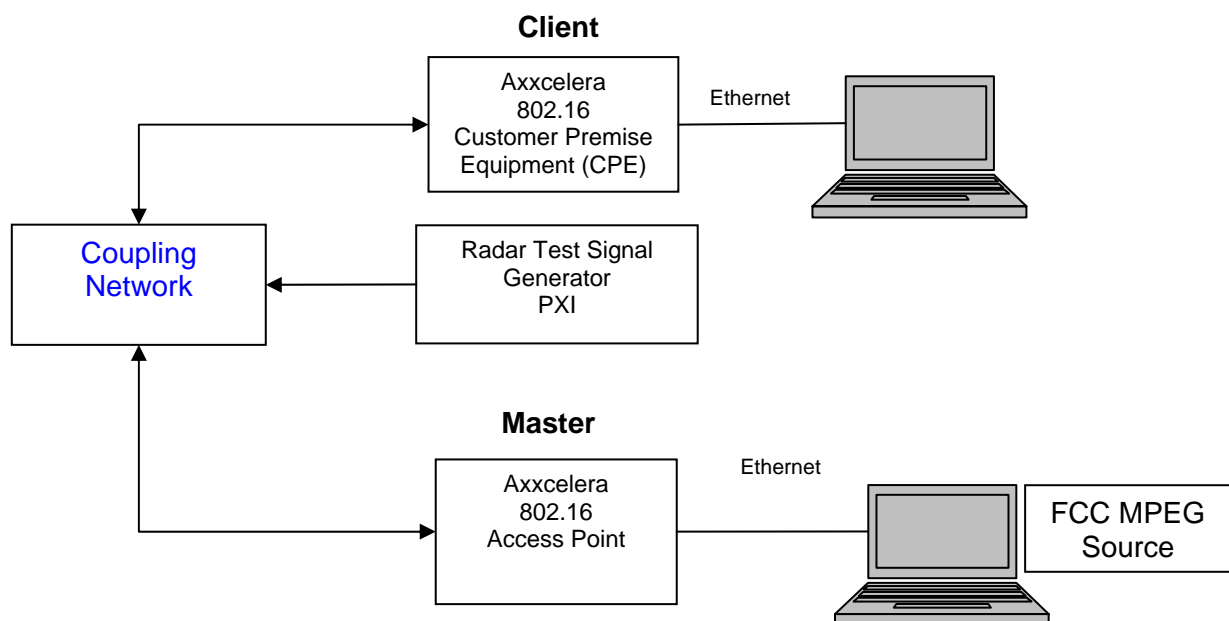 Client
Axxcelera
802.16
Customer Premise
Equipment (CPE)
Ethernet
Coupling
Network
Radar Test Signal
Generator
PXI
Master
Axxcelera
802.16
Access Point
Ethernet
FCC MPEG
Source